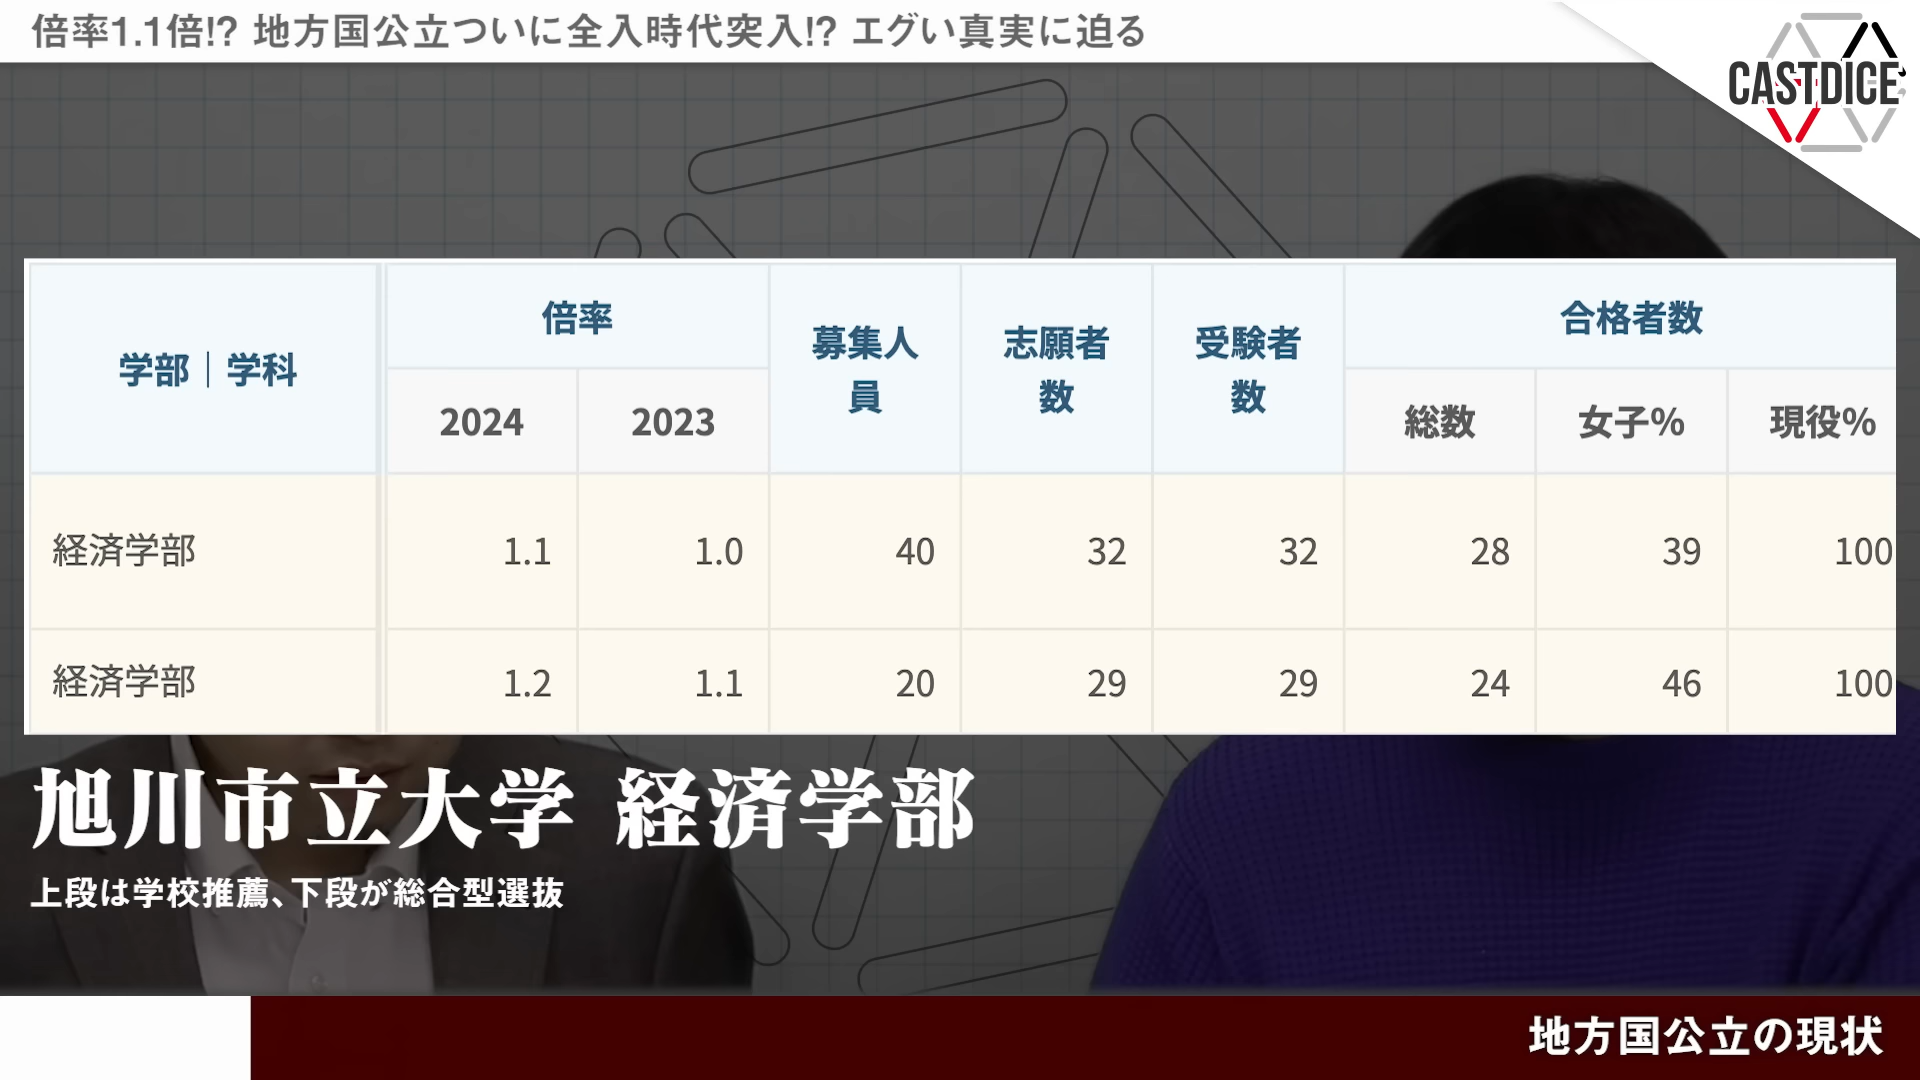 倍率1.1倍!? 地方国公立ついに全入時代突入!? エグい真実に迫る
CASTDICE
学部｜学科 倍率 募集人員 志願者数 受験者数 合格者数
2024 2023 総数 女子% 現役%
経済学部 1.1 1.0 40 32 32 28 39 100
経済学部 1.2 1.1 20 29 29 24 46 100
旭川市立大学 経済学部
上段は学校推薦、下段が総合型選抜
地方国公立の現状